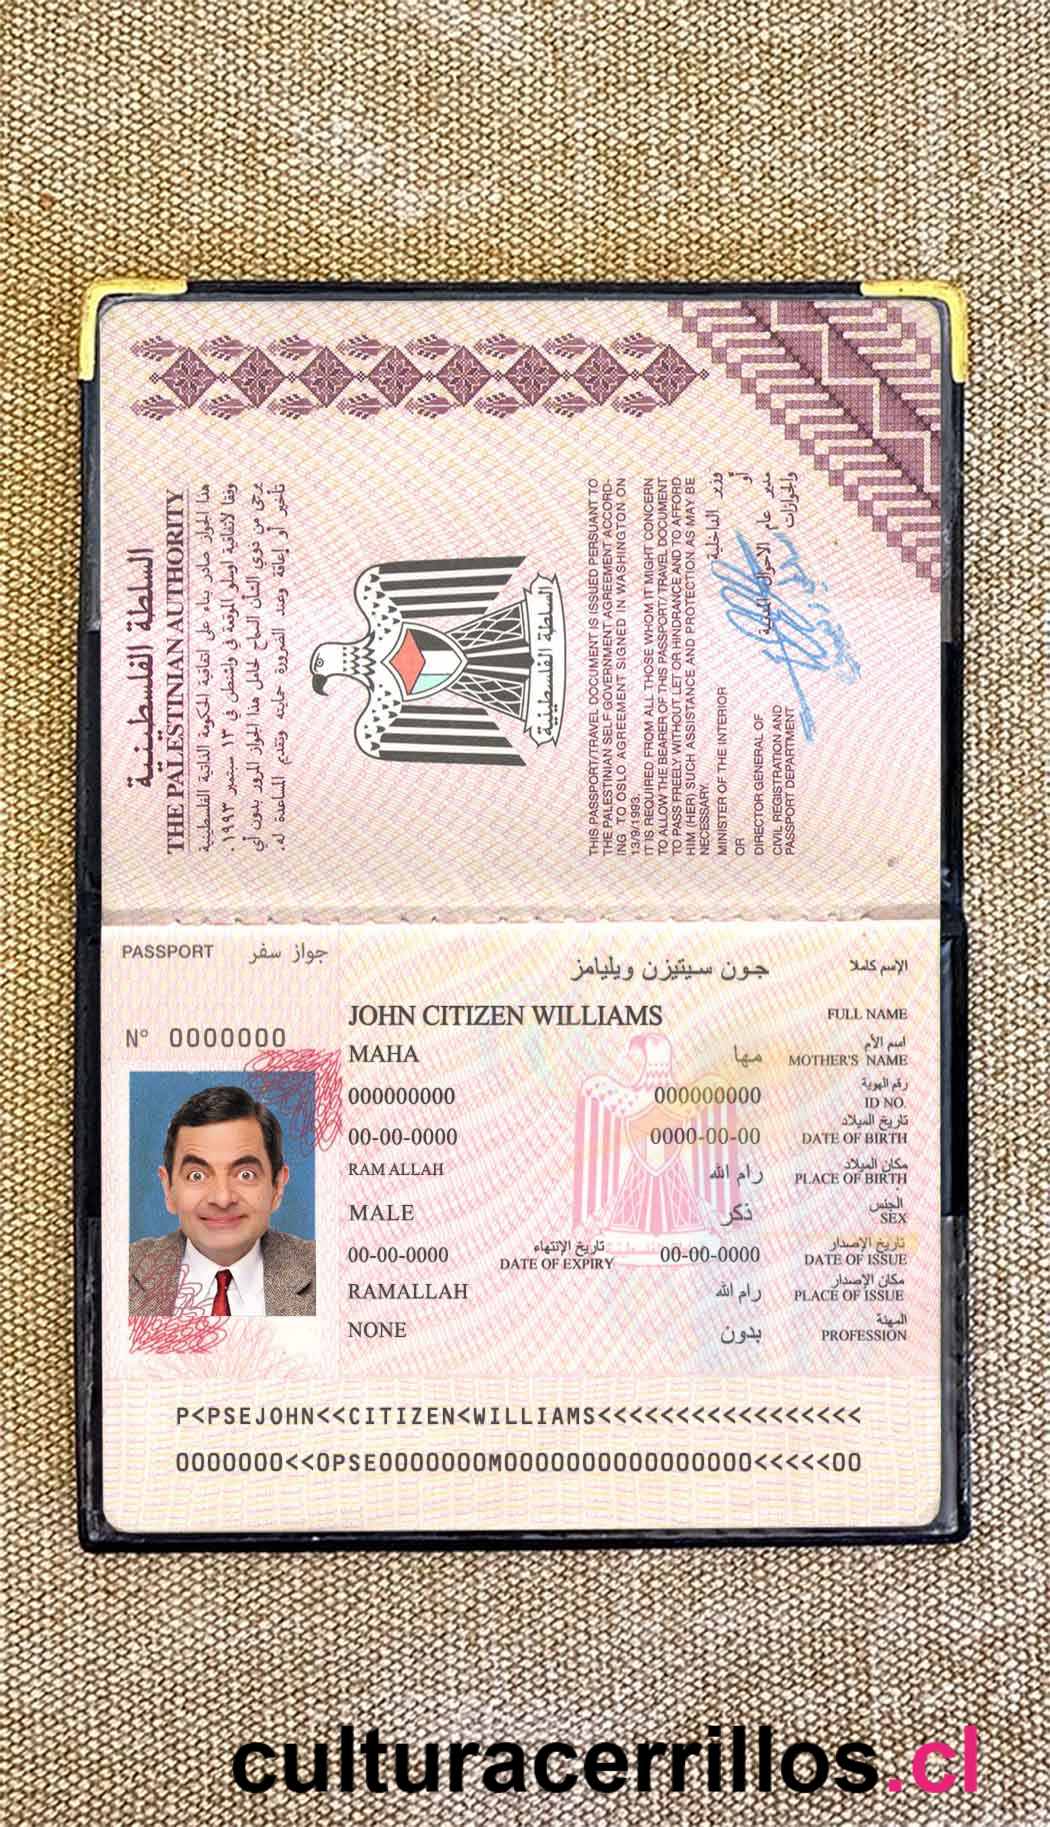 السلطة الفلسطينية
THE PALESTINIAN AUTHORITY
هذا الجواز صادر بناء على اتفاقية الحكومة الذاتية الفلسطينية
وفقا لاتفاقية اوسلو الموقعة في واشنطن في ١٣ سبتمبر ١٩٩٣ .
يرجى من ذوي الشأن السماح لحامل هذا الجواز المرور بدون أي
تأخير أو إعاقة وعند الضرورة حمايته وتقديم المساعدة له .
السلطة الفلسطينية
THIS PASSPORT/TRAVEL DOCUMENT IS ISSUED PERSUANT TO
THE PALESTINIAN SELF GOVERNMENT AGREEMENT ACCORD-
ING TO OSLO AGREEMENT SIGNED IN WASHINGTON ON
13/9/1993.
IT IS REQUIRED FROM ALL THOSE WHOM IT MIGHT CONCERN
TO ALLOW THE BEARER OF THIS PASSPORT/TRAVEL DOCUMENT
TO PASS FREELY WITHOUT LET OR HINDRANCE AND TO AFFORD
HIM (HER) SUCH ASSISTANCE AND PROTECTION AS MAY BE
NECESSARY.
MINISTER OF THE INTERIOR وزير الداخلية
OR أو
DIRECTOR GENERAL OF مدير عام الاحوال المدنية
CIVIL REGISTRATION AND والجوازات
PASSPORT DEPARTMENT
PASSPORT جواز سفر
جون سيتيزن ويليامز الإسم كاملا
JOHN CITIZEN WILLIAMS FULL NAME
N° 0000000
MAHA مها اسم الأم
MOTHER'S NAME
000000000 000000000 رقم الهوية
ID NO.
00-00-0000 0000-00-00 تاريخ الميلاد
DATE OF BIRTH
RAM ALLAH رام الله مكان الميلاد
PLACE OF BIRTH
MALE ذكر الجنس
SEX
00-00-0000 تاريخ الإنتهاء 00-00-0000 تاريخ الإصدار
DATE OF EXPIRY DATE OF ISSUE
RAMALLAH رام الله مكان الإصدار
PLACE OF ISSUE
NONE بدون المهنة
PROFESSION
P<PSEJOHN<<CITIZEN<WILLIAMS<<<<<<<<<<<<<<<<<
0000000<<0PSE0000000M0000000000000000<<<<<00
culturacerrillos.cl